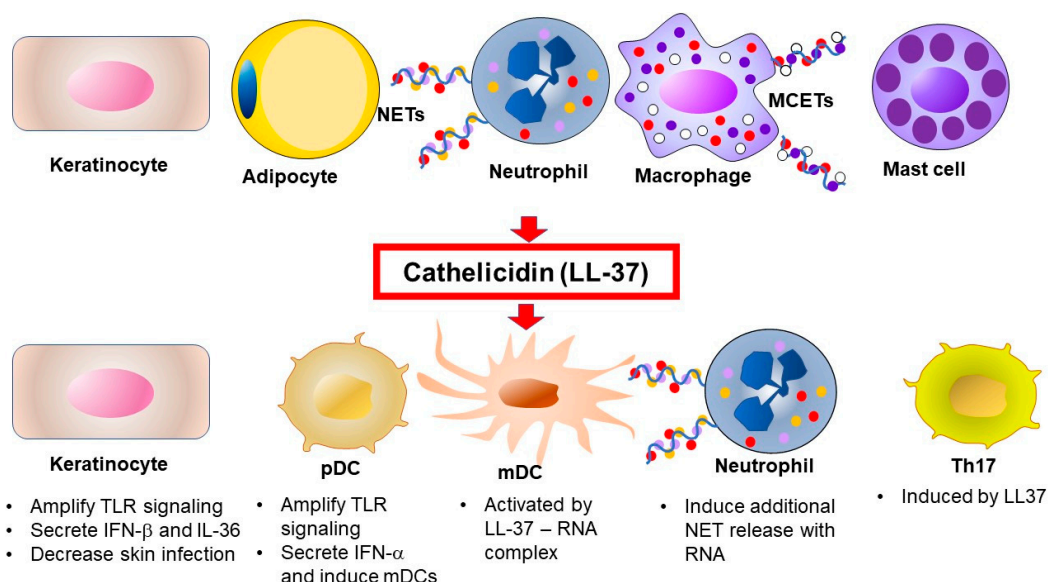 NETs
MCETs
Keratinocyte
Adipocyte
Neutrophil
Macrophage
Mast cell
Cathelicidin (LL-37)
Keratinocyte
• Amplify TLR signaling
• Secrete IFN-β and IL-36
• Decrease skin infection
pDC
• Amplify TLR
signaling
• Secrete IFN-α
and induce mDCs
mDC
• Activated by
LL-37 – RNA
complex
Neutrophil
• Induce additional
NET release with
RNA
Th17
• Induced by LL37